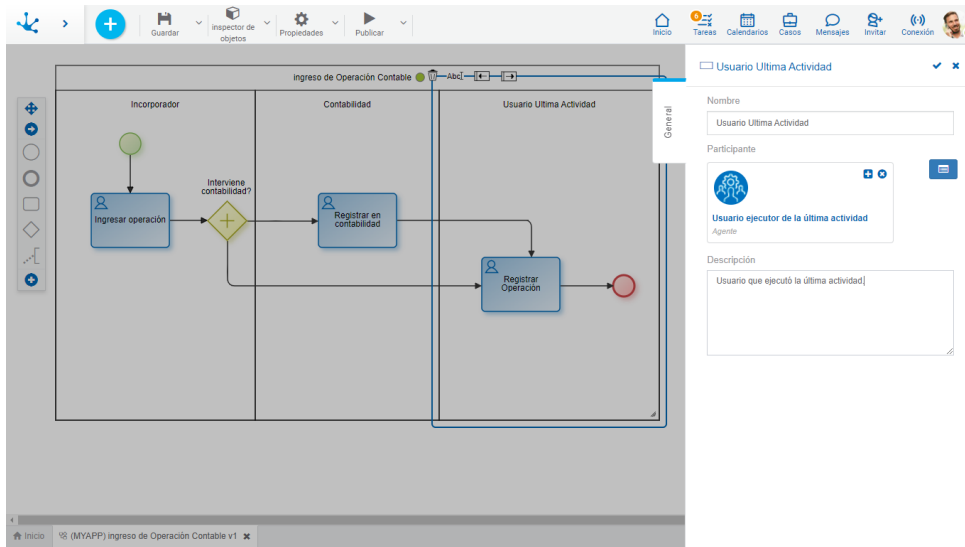 Guardar
inspector de
objetos
Propiedades
Publicar
Inicio
6
Tareas
Calendarios
Casos
Mensajes
Invitar
Conexión
ingreso de Operación Contable
Abc
Incorporador
Contabilidad
Usuario Ultima Actividad
Interviene
contabilidad?
Ingresar operación
Registrar en
contabilidad
Registrar
Operación
General
Usuario Ultima Actividad
Nombre
Usuario Ultima Actividad
Participante
Usuario ejecutor de la última actividad
Agente
Descripción
Usuario que ejecutó la última actividad.
inicio
(MYAPP) ingreso de Operación Contable v1